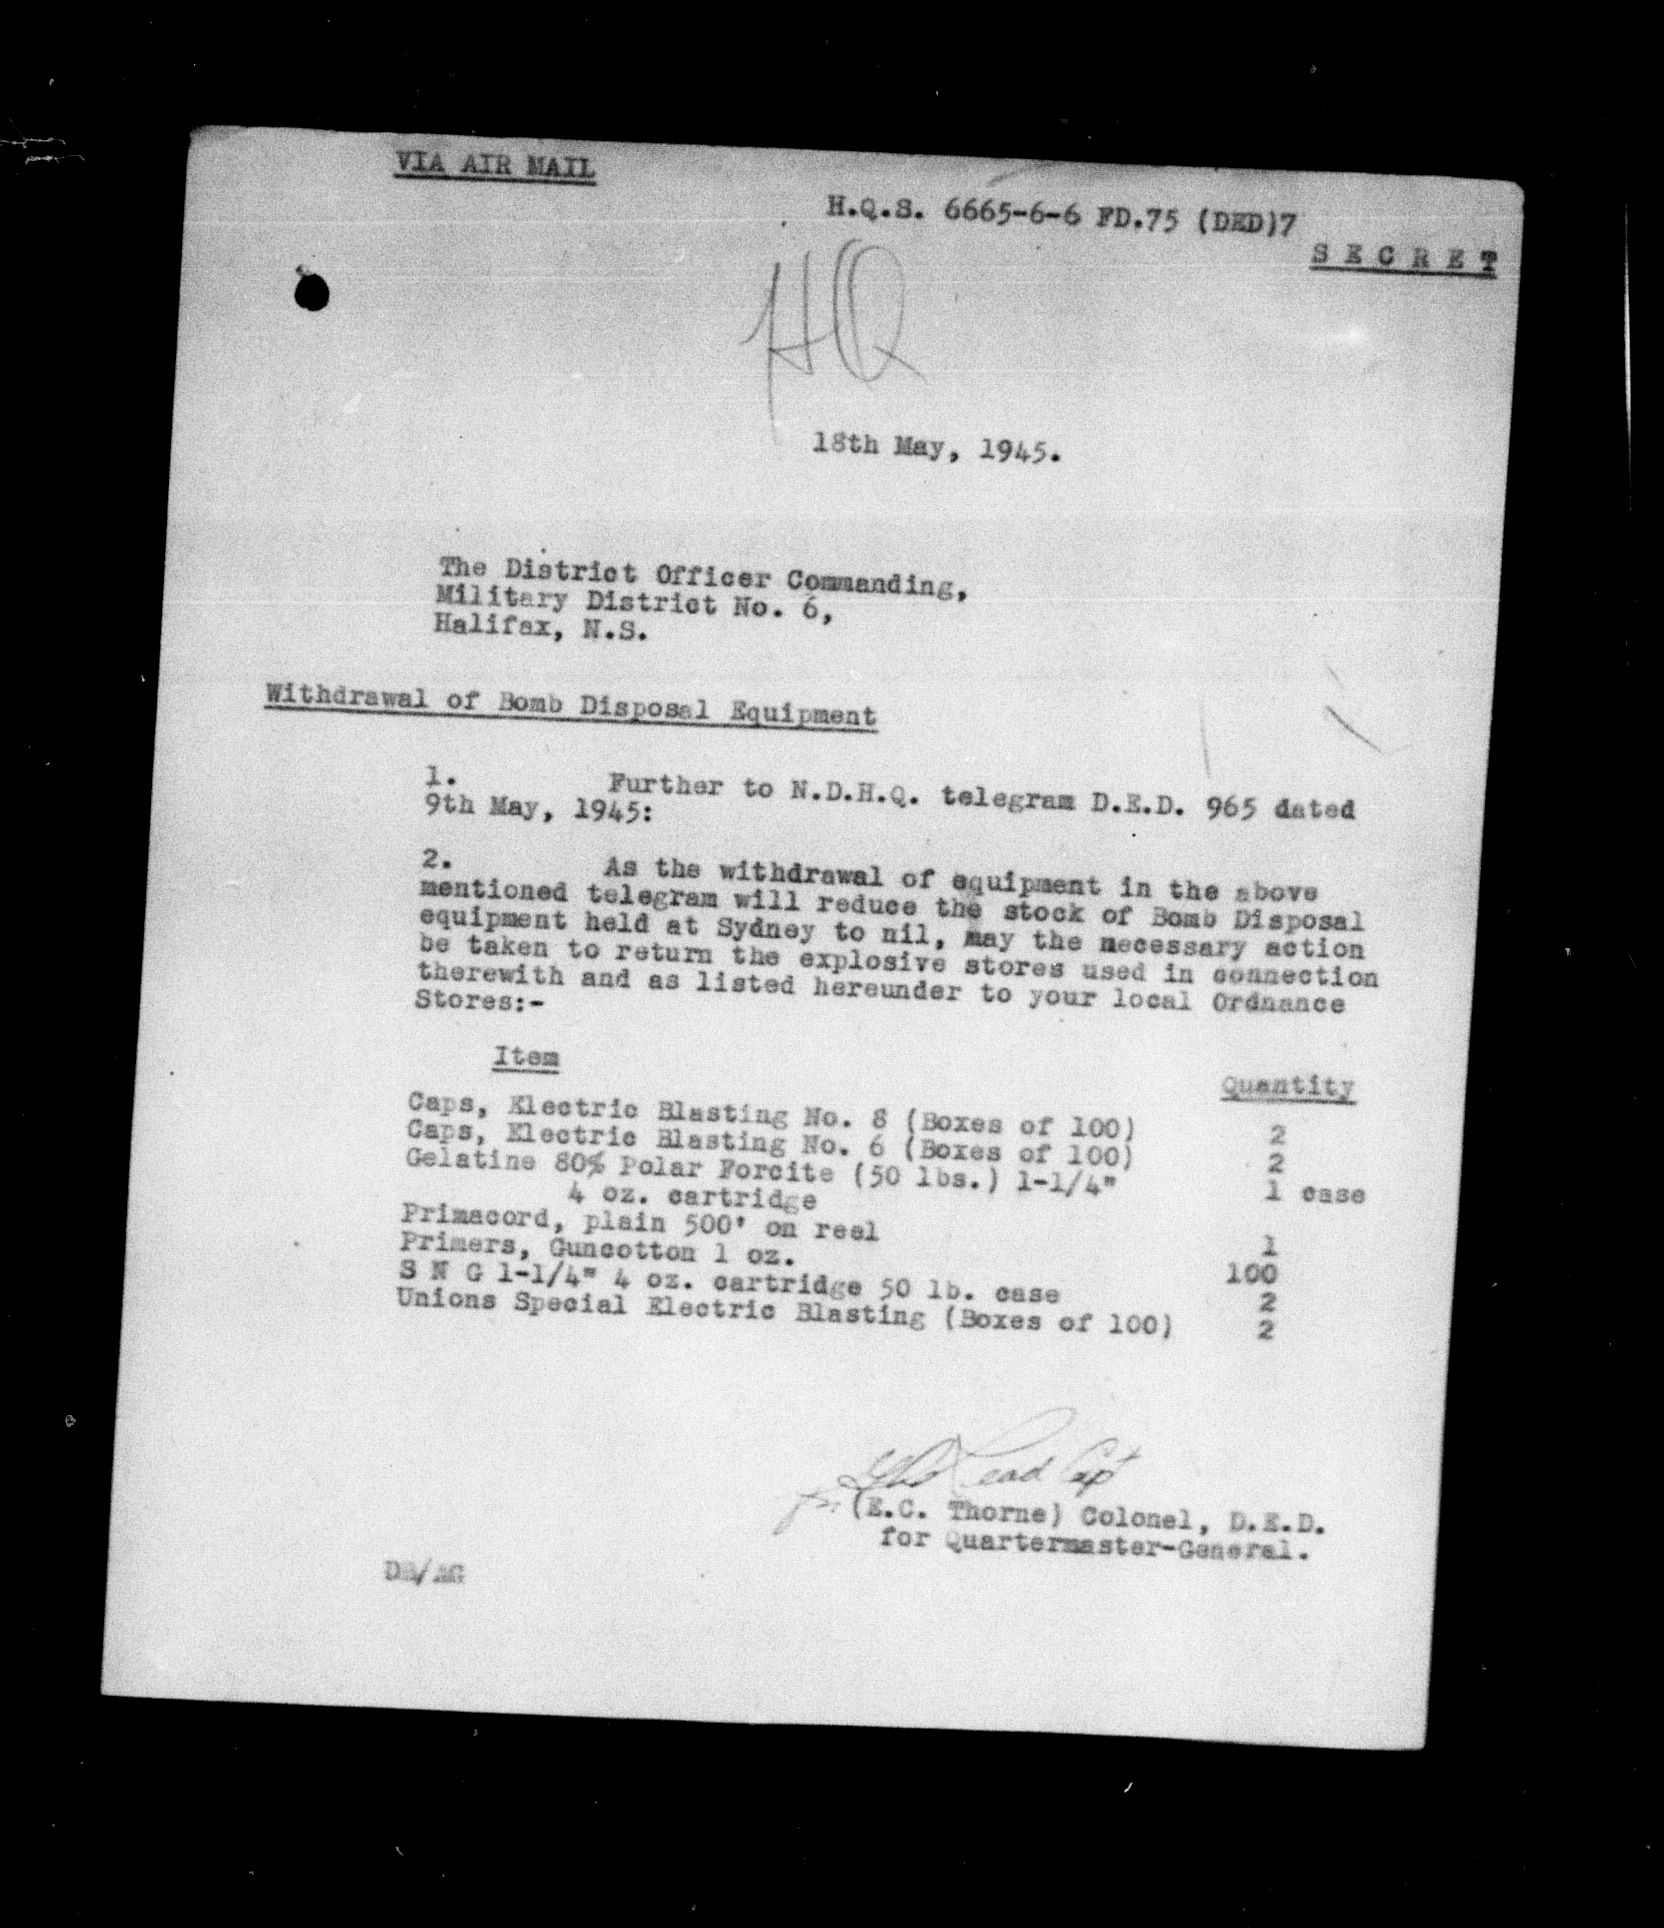 VIA AIR MAIL
H.Q.S. 6665-6-6 FD.75 (DED)7
S E C R E T
HQ
18th May, 1945.
The District Officer Commanding,
Military District No. 6,
Halifax, N.S.
Withdrawal of Bomb Disposal Equipment
1. Further to N.D.H.Q. telegram D.E.D. 965 dated
9th May, 1945:
2. As the withdrawal of equipment in the above
mentioned telegram will reduce the stock of Bomb Disposal
equipment held at Sydney to nil, may the necessary action
be taken to return the explosive stores used in connection
therewith and as listed hereunder to your local Ordnance
Stores:-
Item Quantity
Caps, Electric Blasting No. 8 (Boxes of 100) 2
Caps, Electric Blasting No. 6 (Boxes of 100) 2
Gelatine 80% Polar Forcite (50 lbs.) 1-1/4" 1 case
4 oz. cartridge
Primacord, plain 500' on reel 1
Primers, Guncotton 1 oz. 100
S N G 1-1/4" 4 oz. cartridge 50 lb. case 2
Unions Special Electric Blasting (Boxes of 100) 2
Capt
for (E.C. Thorne) Colonel, D.E.D.
for Quartermaster-General.